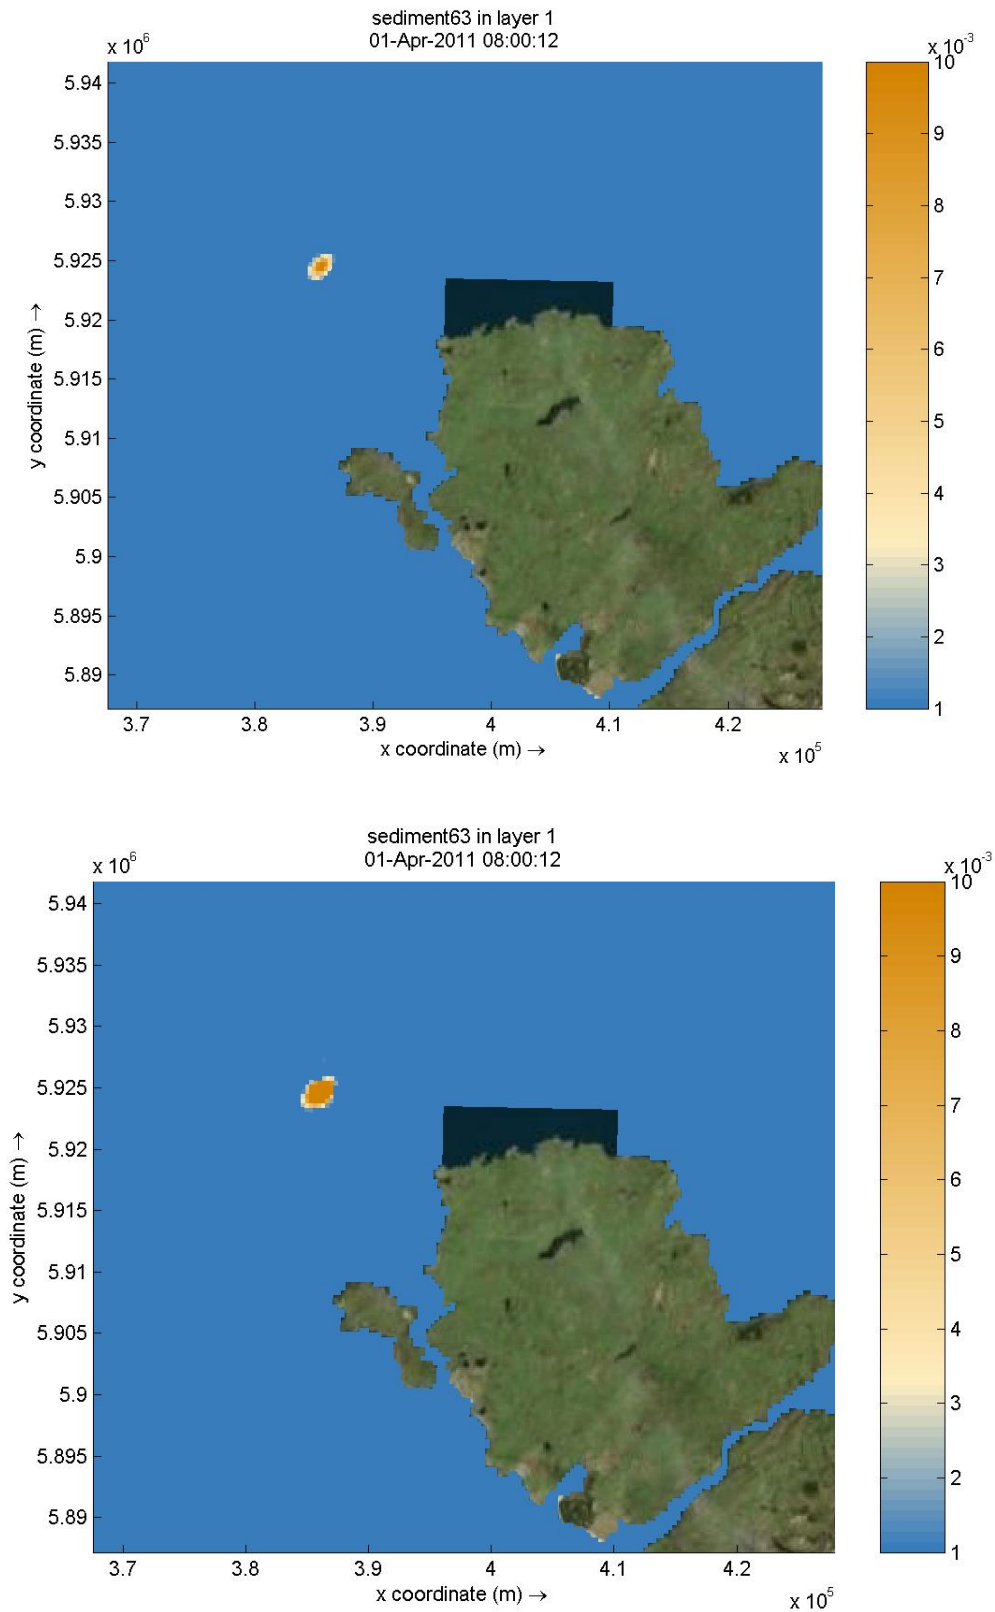 sediment63 in layer 1
01-Apr-2011 08:00:12
x 10^6
x 10^-3
5.94
5.935
5.93
5.925
5.92
5.915
5.91
5.905
5.9
5.895
5.89
y coordinate (m) →
3.7 3.8 3.9 4 4.1 4.2
x coordinate (m) →
x 10^5
10
9
8
7
6
5
4
3
2
1
sediment63 in layer 1
01-Apr-2011 08:00:12
x 10^6
x 10^-3
5.94
5.935
5.93
5.925
5.92
5.915
5.91
5.905
5.9
5.895
5.89
y coordinate (m) →
3.7 3.8 3.9 4 4.1 4.2
x coordinate (m) →
x 10^5
10
9
8
7
6
5
4
3
2
1